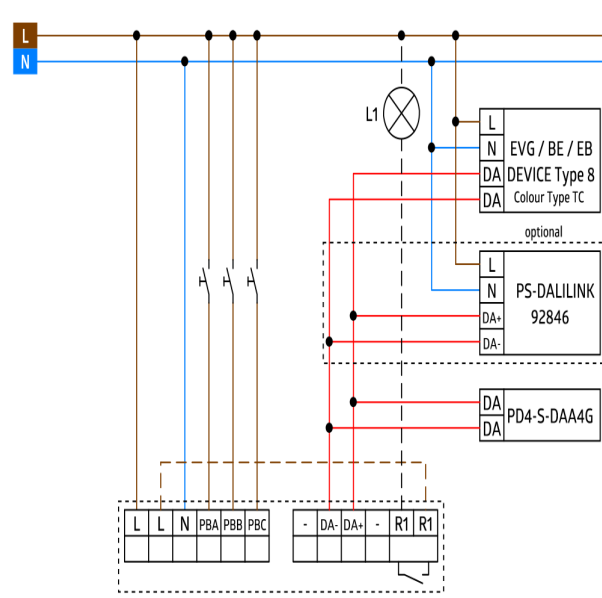 L
N
L1
L
N EVG / BE / EB
DA DEVICE Type 8
DA Colour Type TC
optional
L
N PS-DALILINK
DA+ 92846
DA-
DA PD4-S-DAA4G
DA
L L N PBA PBB PBC - DA- DA+ - R1 R1